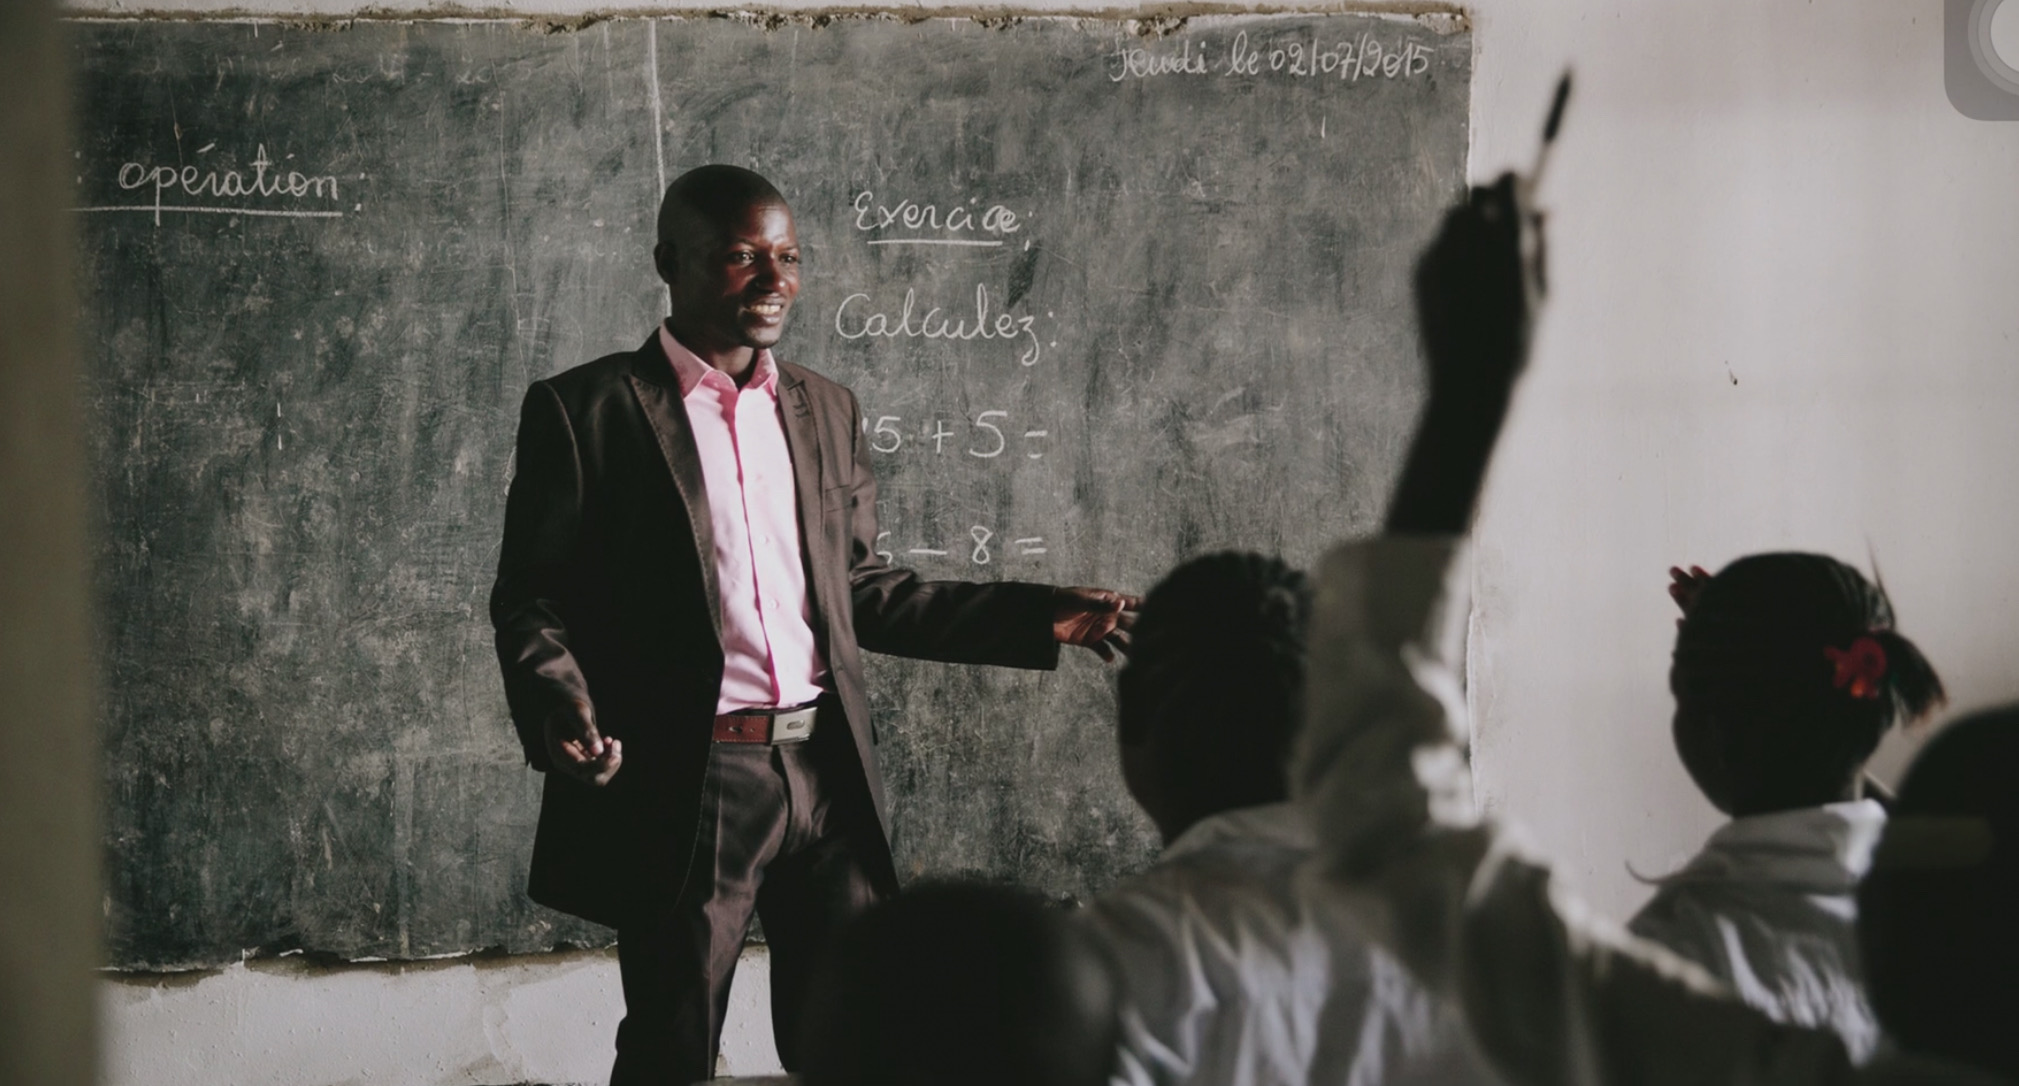 Jeudi le 02/07/2015
opération:
Exercice:
Calculez:
5 + 5 =
- 8 =